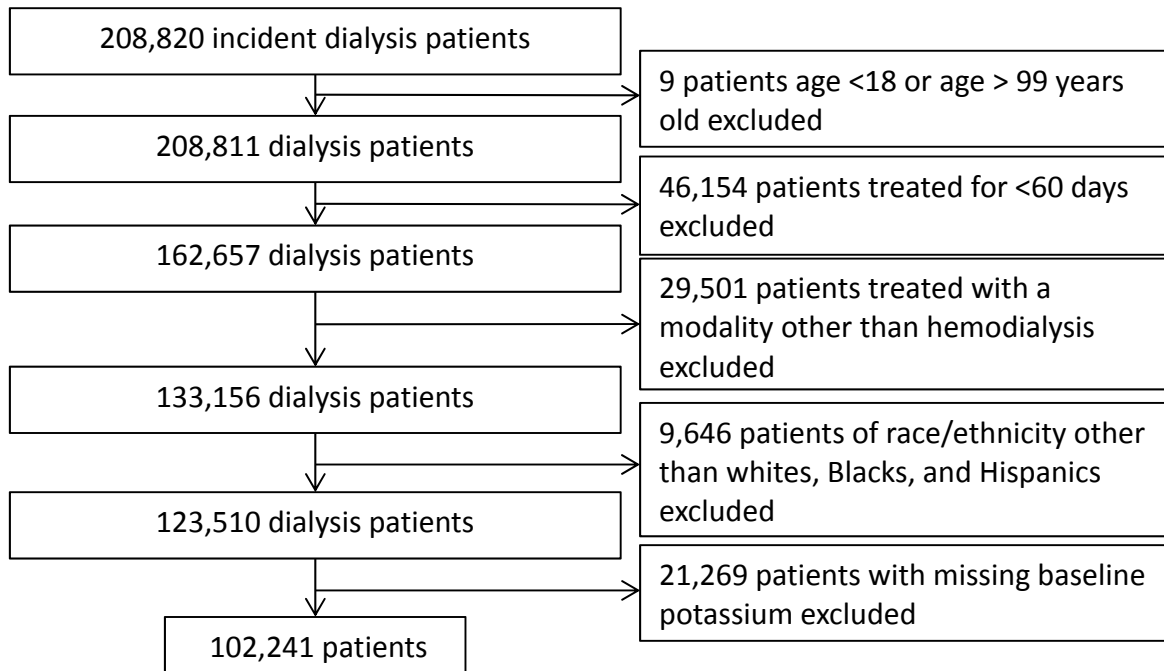 208,820 incident dialysis patients
9 patients age <18 or age > 99 years
old excluded
208,811 dialysis patients
46,154 patients treated for <60 days
excluded
162,657 dialysis patients
29,501 patients treated with a
modality other than hemodialysis
excluded
133,156 dialysis patients
9,646 patients of race/ethnicity other
than whites, Blacks, and Hispanics
excluded
123,510 dialysis patients
21,269 patients with missing baseline
potassium excluded
102,241 patients